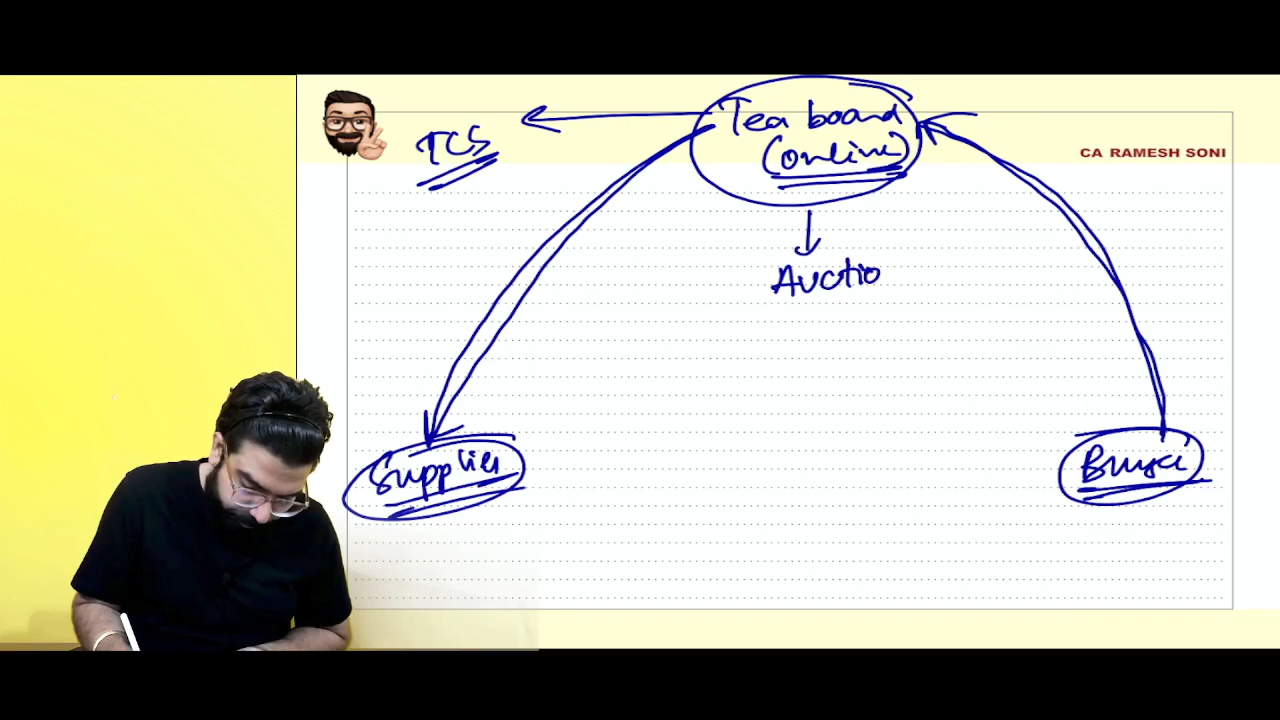 Tea board
(online)
TCS
CA RAMESH SONI
Auctio
Supplier
Buyer